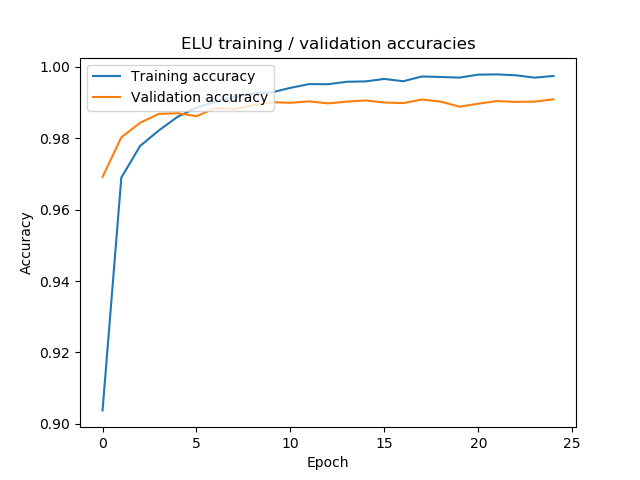 ELU training / validation accuracies
Training accuracy
Validation accuracy
1.00
0.98
0.96
0.94
0.92
0.90
Accuracy
0 5 10 15 20 25
Epoch